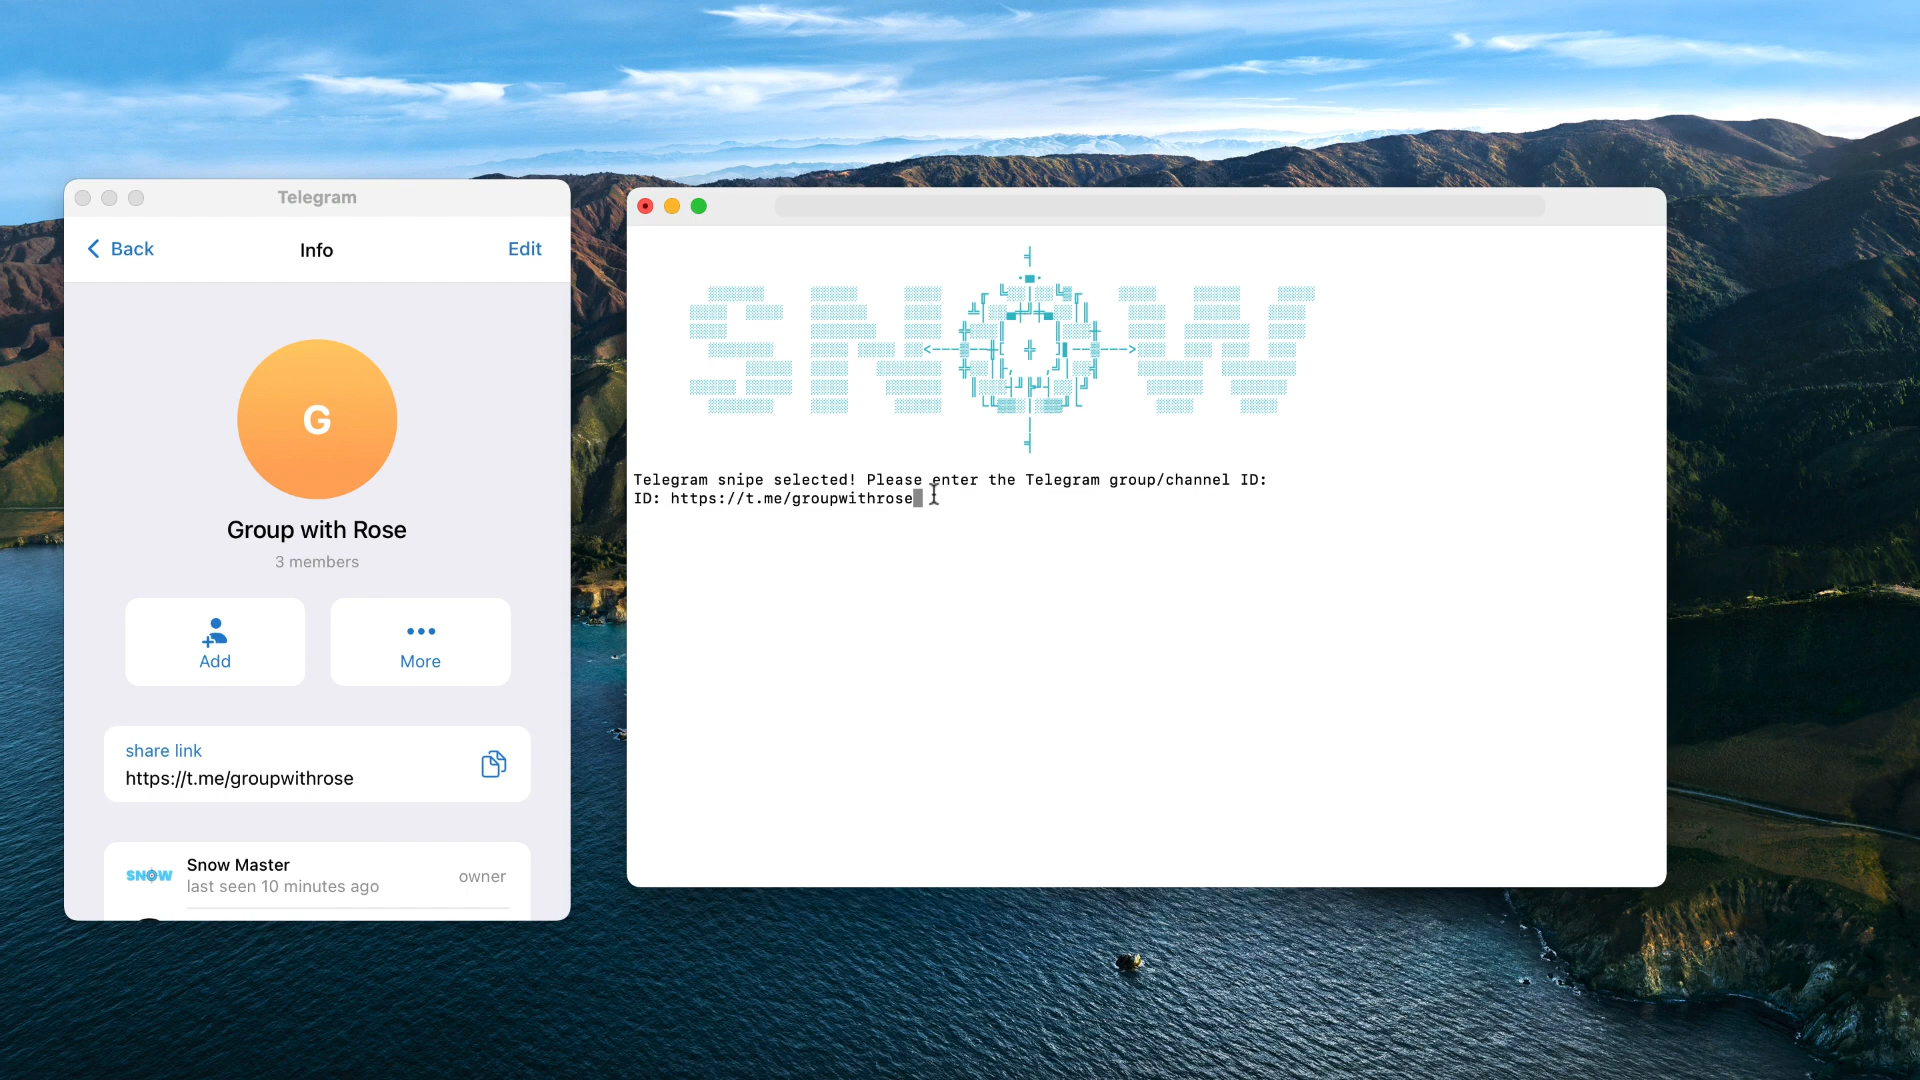 Telegram
Back
Info
Edit
G
Group with Rose
3 members
Add
More
share link
https://t.me/groupwithrose
SNOW
Snow Master
last seen 10 minutes ago
owner
SNOW
Telegram snipe selected! Please enter the Telegram group/channel ID:
ID: https://t.me/groupwithrose